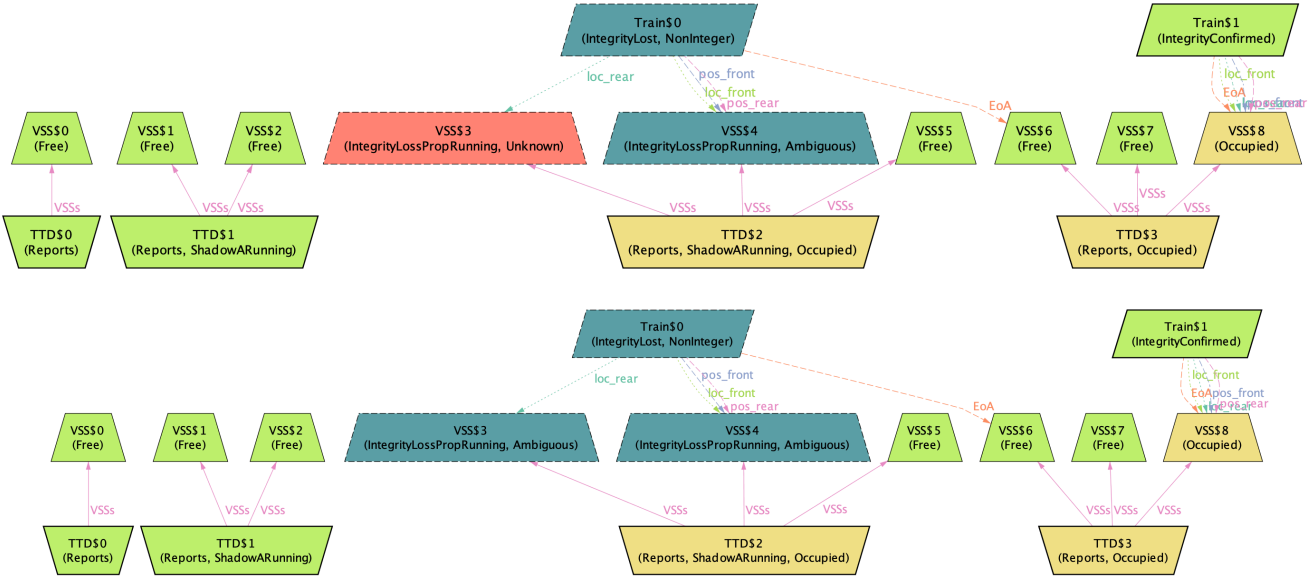 Train$0
(IntegrityLost, NonInteger)
Train$1
(IntegrityConfirmed)
loc_rear
pos_front
loc_front
pos_rear
EoA
loc_front
EoA
VSS$0
(Free)
VSS$1
(Free)
VSS$2
(Free)
VSS$3
(IntegrityLossPropRunning, Unknown)
VSS$4
(IntegrityLossPropRunning, Ambiguous)
VSS$5
(Free)
VSS$6
(Free)
VSS$7
(Free)
VSS$8
(Occupied)
VSSs
VSSs
VSSs
VSSs
VSSs
VSSs
VSSs
VSSs
VSSs
TTD$0
(Reports)
TTD$1
(Reports, ShadowARunning)
TTD$2
(Reports, ShadowARunning, Occupied)
TTD$3
(Reports, Occupied)
Train$0
(IntegrityLost, NonInteger)
Train$1
(IntegrityConfirmed)
loc_rear
pos_front
loc_front
pos_rear
EoA
loc_front
EoA
pos_front
pos_rear
VSS$0
(Free)
VSS$1
(Free)
VSS$2
(Free)
VSS$3
(IntegrityLossPropRunning, Ambiguous)
VSS$4
(IntegrityLossPropRunning, Ambiguous)
VSS$5
(Free)
VSS$6
(Free)
VSS$7
(Free)
VSS$8
(Occupied)
VSSs
VSSs
VSSs
VSSs
VSSs
VSSs
VSSs
VSSs
VSSs
TTD$0
(Reports)
TTD$1
(Reports, ShadowARunning)
TTD$2
(Reports, ShadowARunning, Occupied)
TTD$3
(Reports, Occupied)